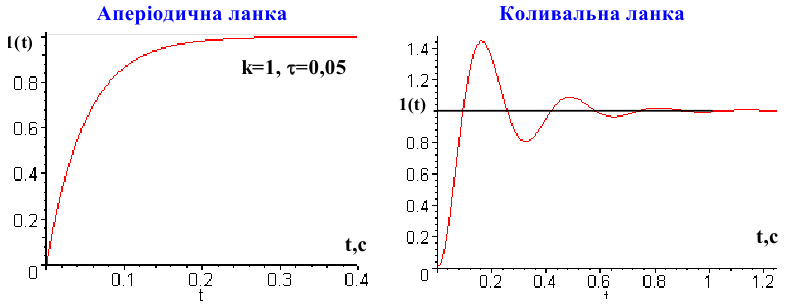 Аперіодична ланка
1(t)
k=1, τ=0,05
0.8
0.6
0.4
0.2
0
t,c
0.1 0.2 0.3 0.4
t
Коливальна ланка
1.4
1.2
1(t)
0.8
0.6
0.4
0.2
0
t,c
0.2 0.4 0.6 0.8 1 1.2
t